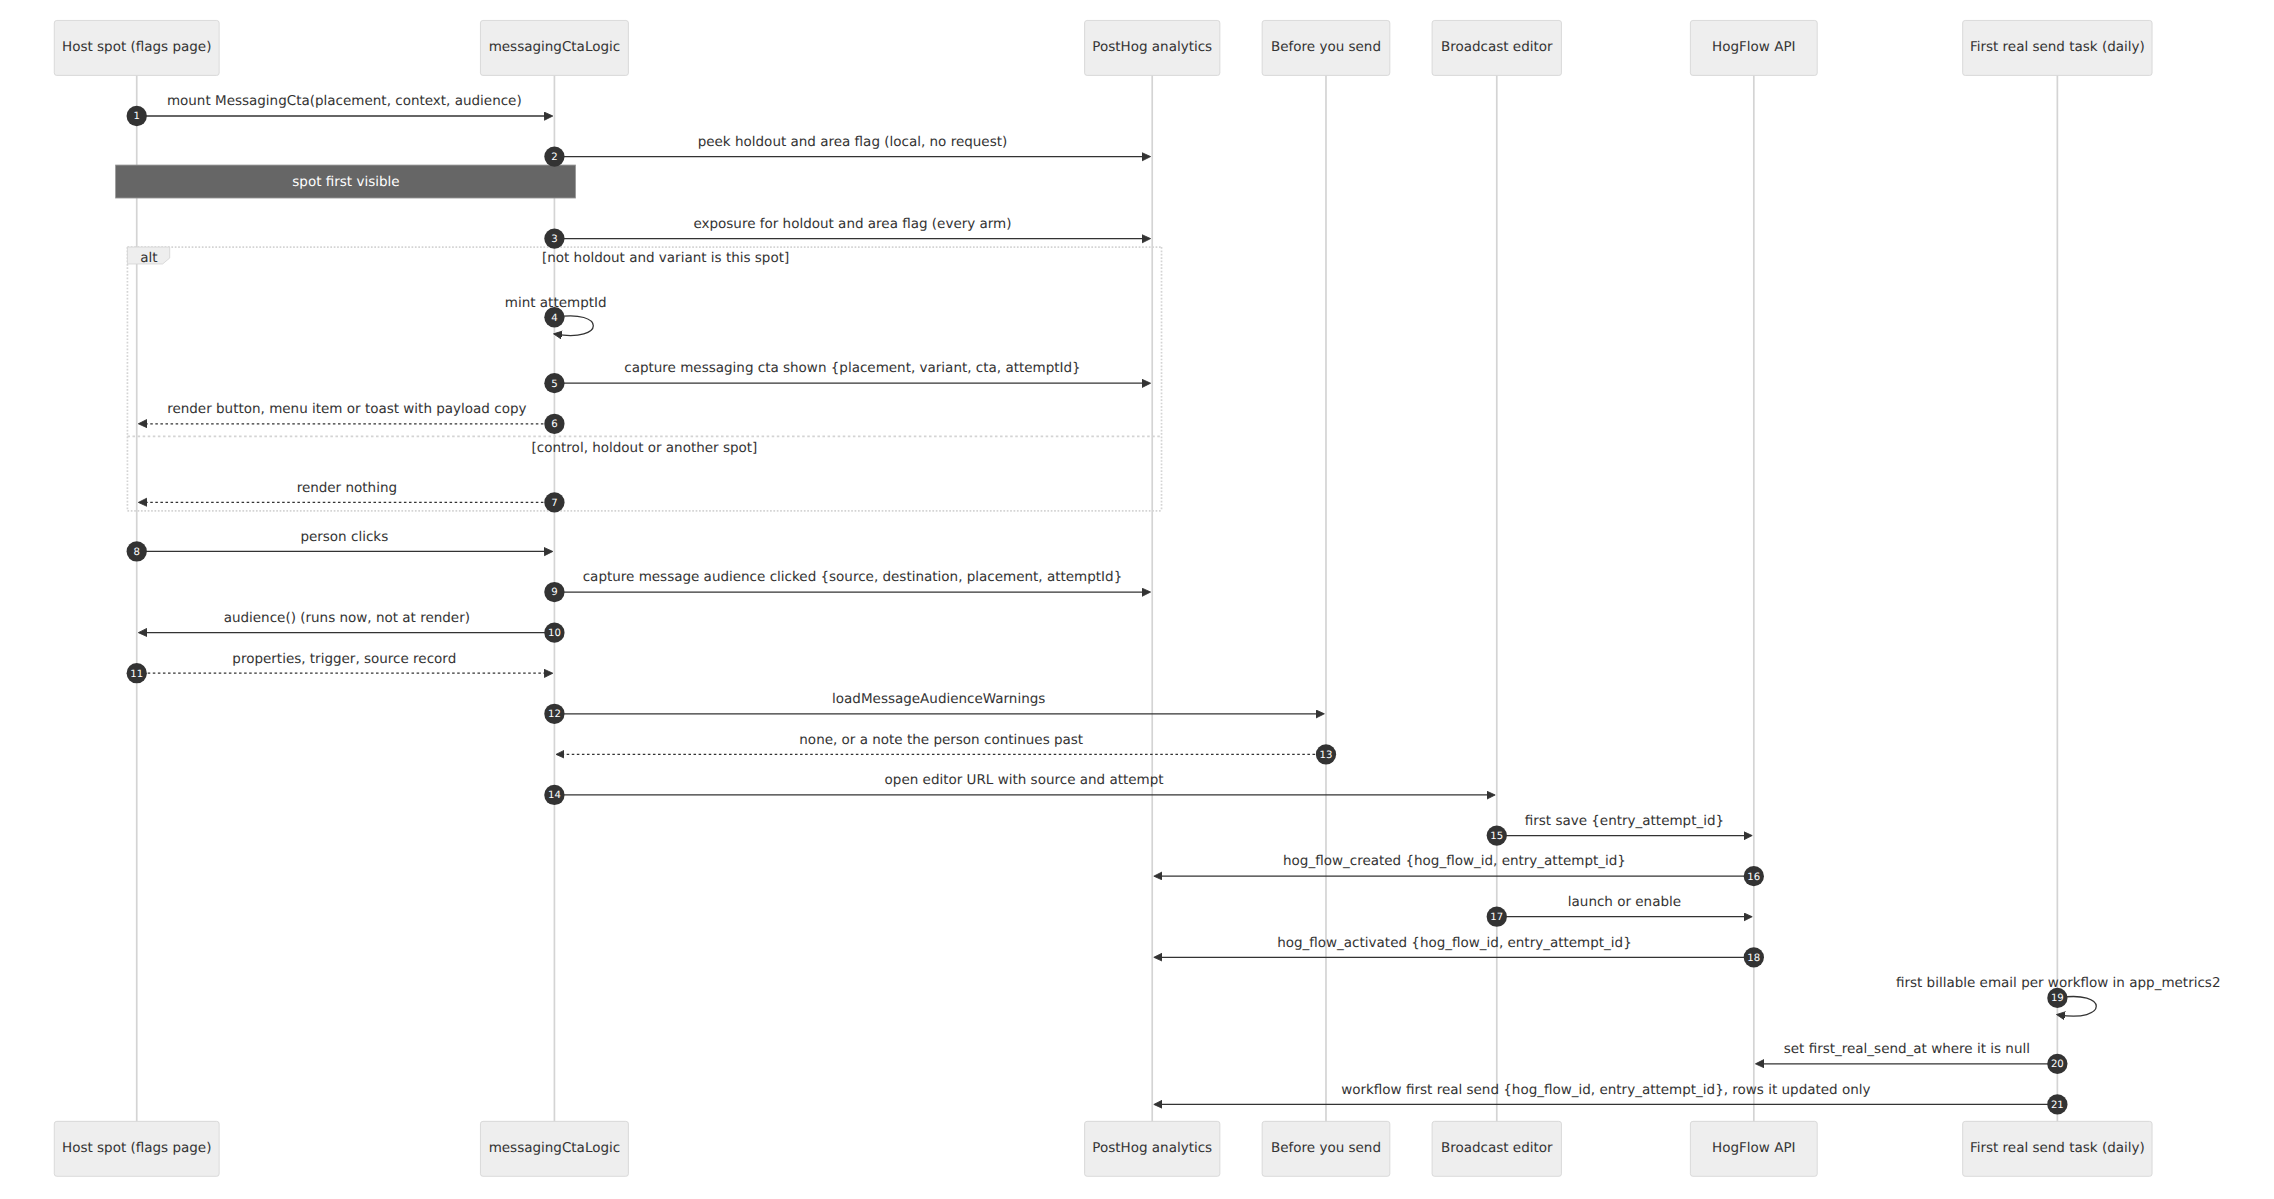 Host spot (flags page)
messagingCtaLogic
PostHog analytics
Before you send
Broadcast editor
HogFlow API
First real send task (daily)
mount MessagingCta(placement, context, audience)
1
peek holdout and area flag (local, no request)
2
spot first visible
exposure for holdout and area flag (every arm)
3
alt
[not holdout and variant is this spot]
mint attemptId
4
capture messaging cta shown {placement, variant, cta, attemptId}
5
render button, menu item or toast with payload copy
6
[control, holdout or another spot]
render nothing
7
person clicks
8
capture message audience clicked {source, destination, placement, attemptId}
9
audience() (runs now, not at render)
10
properties, trigger, source record
11
loadMessageAudienceWarnings
12
none, or a note the person continues past
13
open editor URL with source and attempt
14
first save {entry_attempt_id}
15
hog_flow_created {hog_flow_id, entry_attempt_id}
16
launch or enable
17
hog_flow_activated {hog_flow_id, entry_attempt_id}
18
first billable email per workflow in app_metrics2
19
set first_real_send_at where it is null
20
workflow first real send {hog_flow_id, entry_attempt_id}, rows it updated only
21
Host spot (flags page)
messagingCtaLogic
PostHog analytics
Before you send
Broadcast editor
HogFlow API
First real send task (daily)